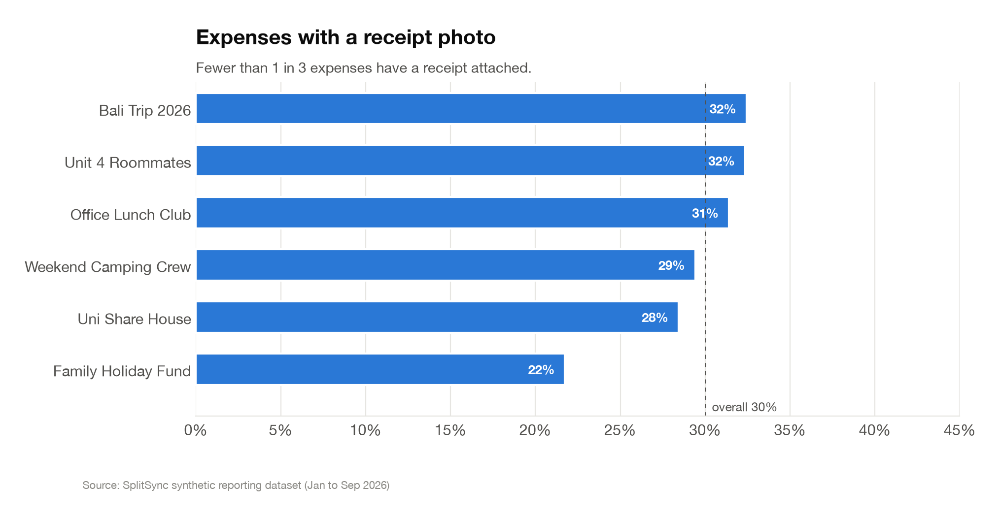 Expenses with a receipt photo
Fewer than 1 in 3 expenses have a receipt attached.
Bali Trip 2026
32%
Unit 4 Roommates
32%
Office Lunch Club
31%
Weekend Camping Crew
29%
Uni Share House
28%
Family Holiday Fund
22%
overall 30%
0% 5% 10% 15% 20% 25% 30% 35% 40% 45%
Source: SplitSync synthetic reporting dataset (Jan to Sep 2026)